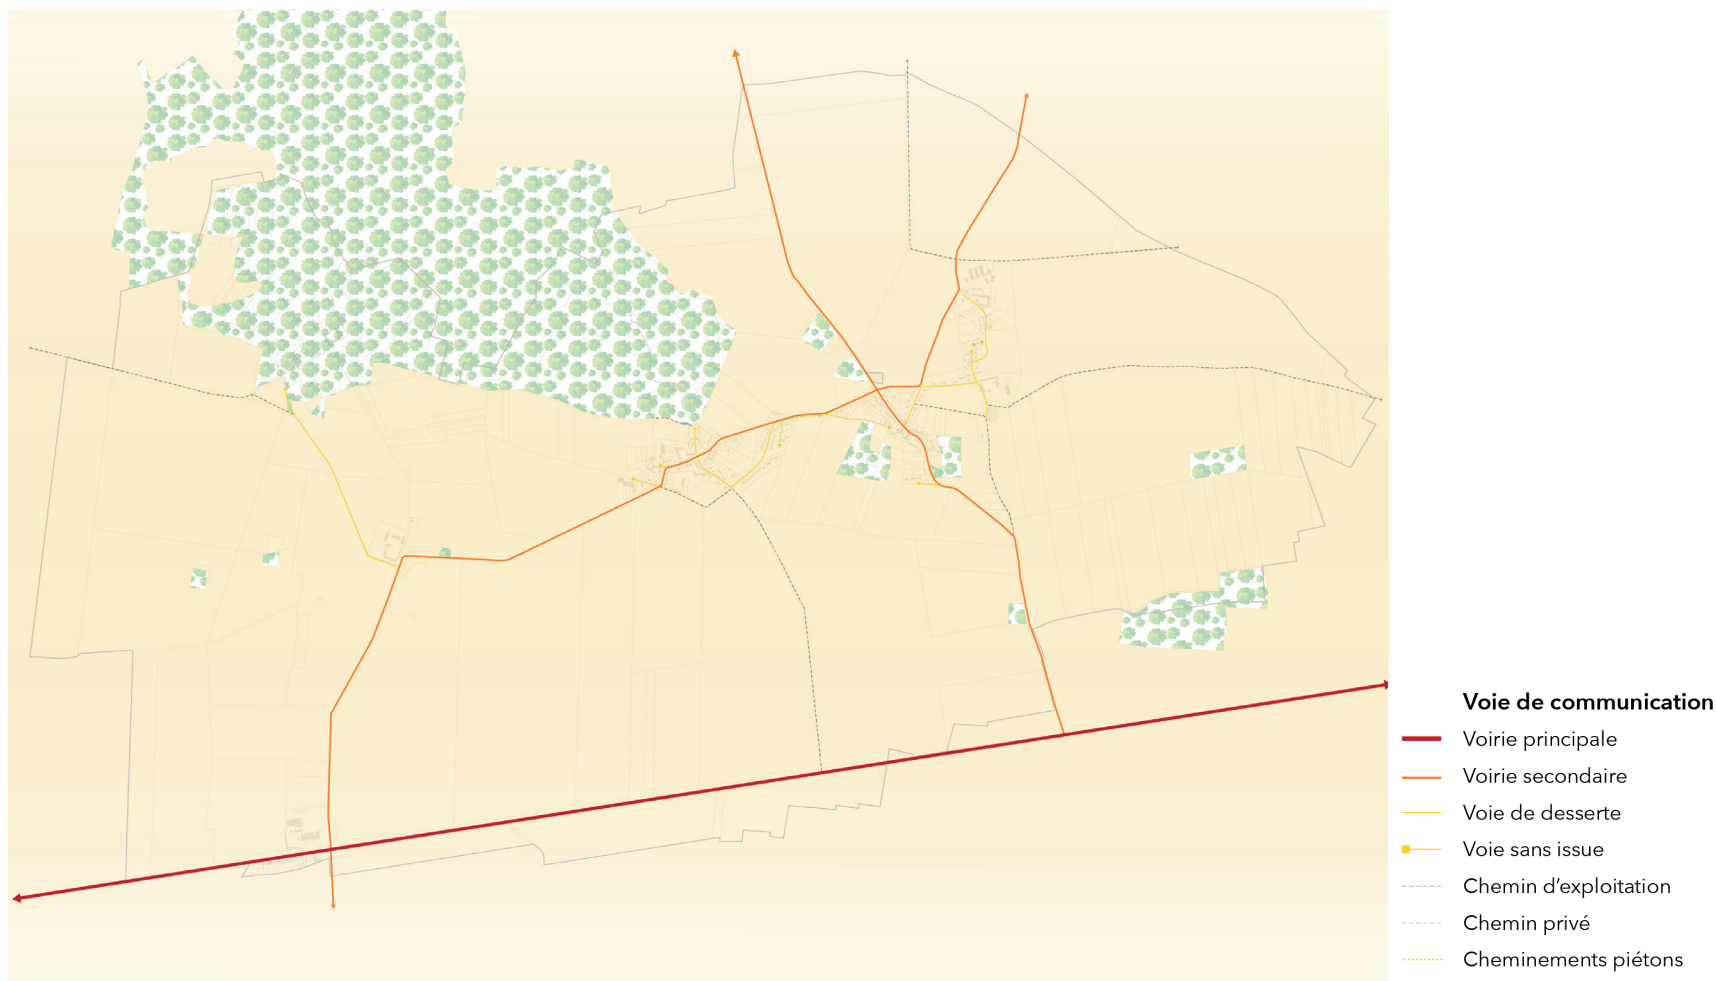 Voie de communication
Voirie principale
Voirie secondaire
Voie de desserte
Voie sans issue
Chemin d’exploitation
Chemin privé
Cheminements piétons